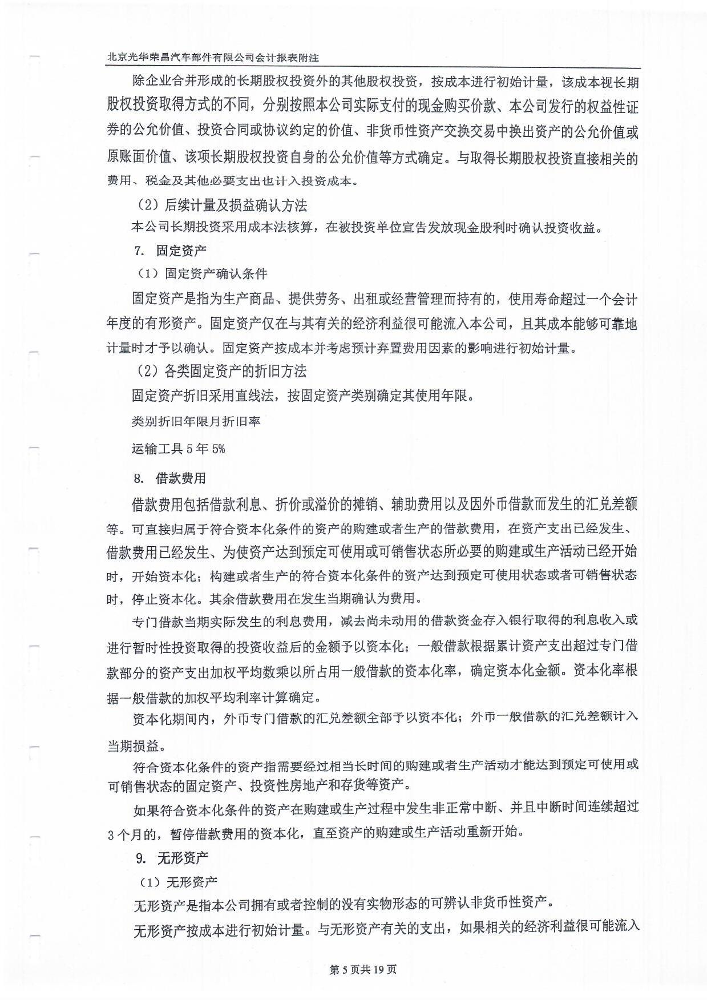 北京光华荣昌汽车部件有限公司会计报表附注
除企业合并形成的长期股权投资外的其他股权投资，按成本进行初始计量，该成本视长期
股权投资取得方式的不同，分别按照本公司实际支付的现金购买价款、本公司发行的权益性证
券的公允价值、投资合同或协议约定的价值、非货币性资产交换交易中换出资产的公允价值或
原账面价值、该项长期股权投资自身的公允价值等方式确定。与取得长期股权投资直接相关的
费用、税金及其他必要支出也计入投资成本。
（2）后续计量及损益确认方法
本公司长期投资采用成本法核算，在被投资单位宣告发放现金股利时确认投资收益。
7. 固定资产
（1）固定资产确认条件
固定资产是指为生产商品、提供劳务、出租或经营管理而持有的，使用寿命超过一个会计
年度的有形资产。固定资产仅在与其有关的经济利益很可能流入本公司，且其成本能够可靠地
计量时才予以确认。固定资产按成本并考虑预计弃置费用因素的影响进行初始计量。
（2）各类固定资产的折旧方法
固定资产折旧采用直线法，按固定资产类别确定其使用年限。
类别折旧年限月折旧率
运输工具 5 年 5%
8. 借款费用
借款费用包括借款利息、折价或溢价的摊销、辅助费用以及因外币借款而发生的汇兑差额
等。可直接归属于符合资本化条件的资产的购建或者生产的借款费用，在资产支出已经发生、
借款费用已经发生、为使资产达到预定可使用或可销售状态所必要的购建或生产活动已经开始
时，开始资本化；构建或者生产的符合资本化条件的资产达到预定可使用状态或者可销售状态
时，停止资本化。其余借款费用在发生当期确认为费用。
专门借款当期实际发生的利息费用，减去尚未动用的借款资金存入银行取得的利息收入或
进行暂时性投资取得的投资收益后的金额予以资本化；一般借款根据累计资产支出超过专门借
款部分的资产支出加权平均数乘以所占用一般借款的资本化率，确定资本化金额。资本化率根
据一般借款的加权平均利率计算确定。
资本化期间内，外币专门借款的汇兑差额全部予以资本化；外币一般借款的汇兑差额计入
当期损益。
符合资本化条件的资产指需要经过相当长时间的购建或者生产活动才能达到预定可使用或
可销售状态的固定资产、投资性房地产和存货等资产。
如果符合资本化条件的资产在购建或生产过程中发生非正常中断、并且中断时间连续超过
3 个月的，暂停借款费用的资本化，直至资产的购建或生产活动重新开始。
9. 无形资产
（1）无形资产
无形资产是指本公司拥有或者控制的没有实物形态的可辨认非货币性资产。
无形资产按成本进行初始计量。与无形资产有关的支出，如果相关的经济利益很可能流入
第 5 页共 19 页